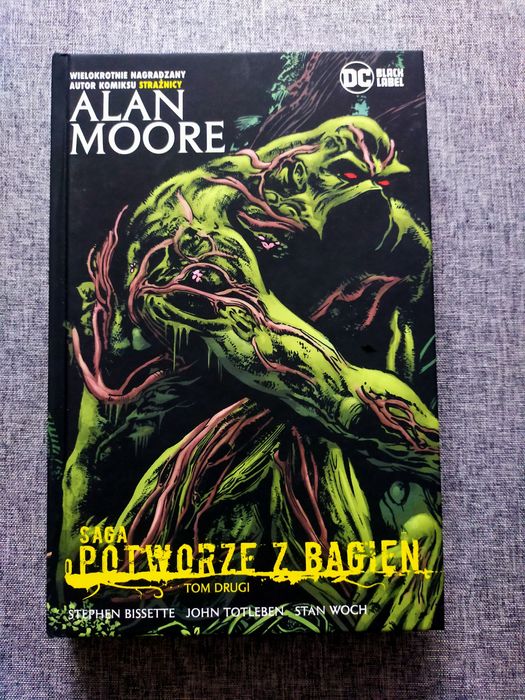 WIELOKROTNIE NAGRADZANY
AUTOR KOMIKSU STRAŻNICY
ALAN
MOORE
DC BLACK
LABEL
SAGA
O POTWORZE Z BAGIEN
TOM DRUGI
STEPHEN BISSETTE JOHN TOTLEBEN STAN WOCH